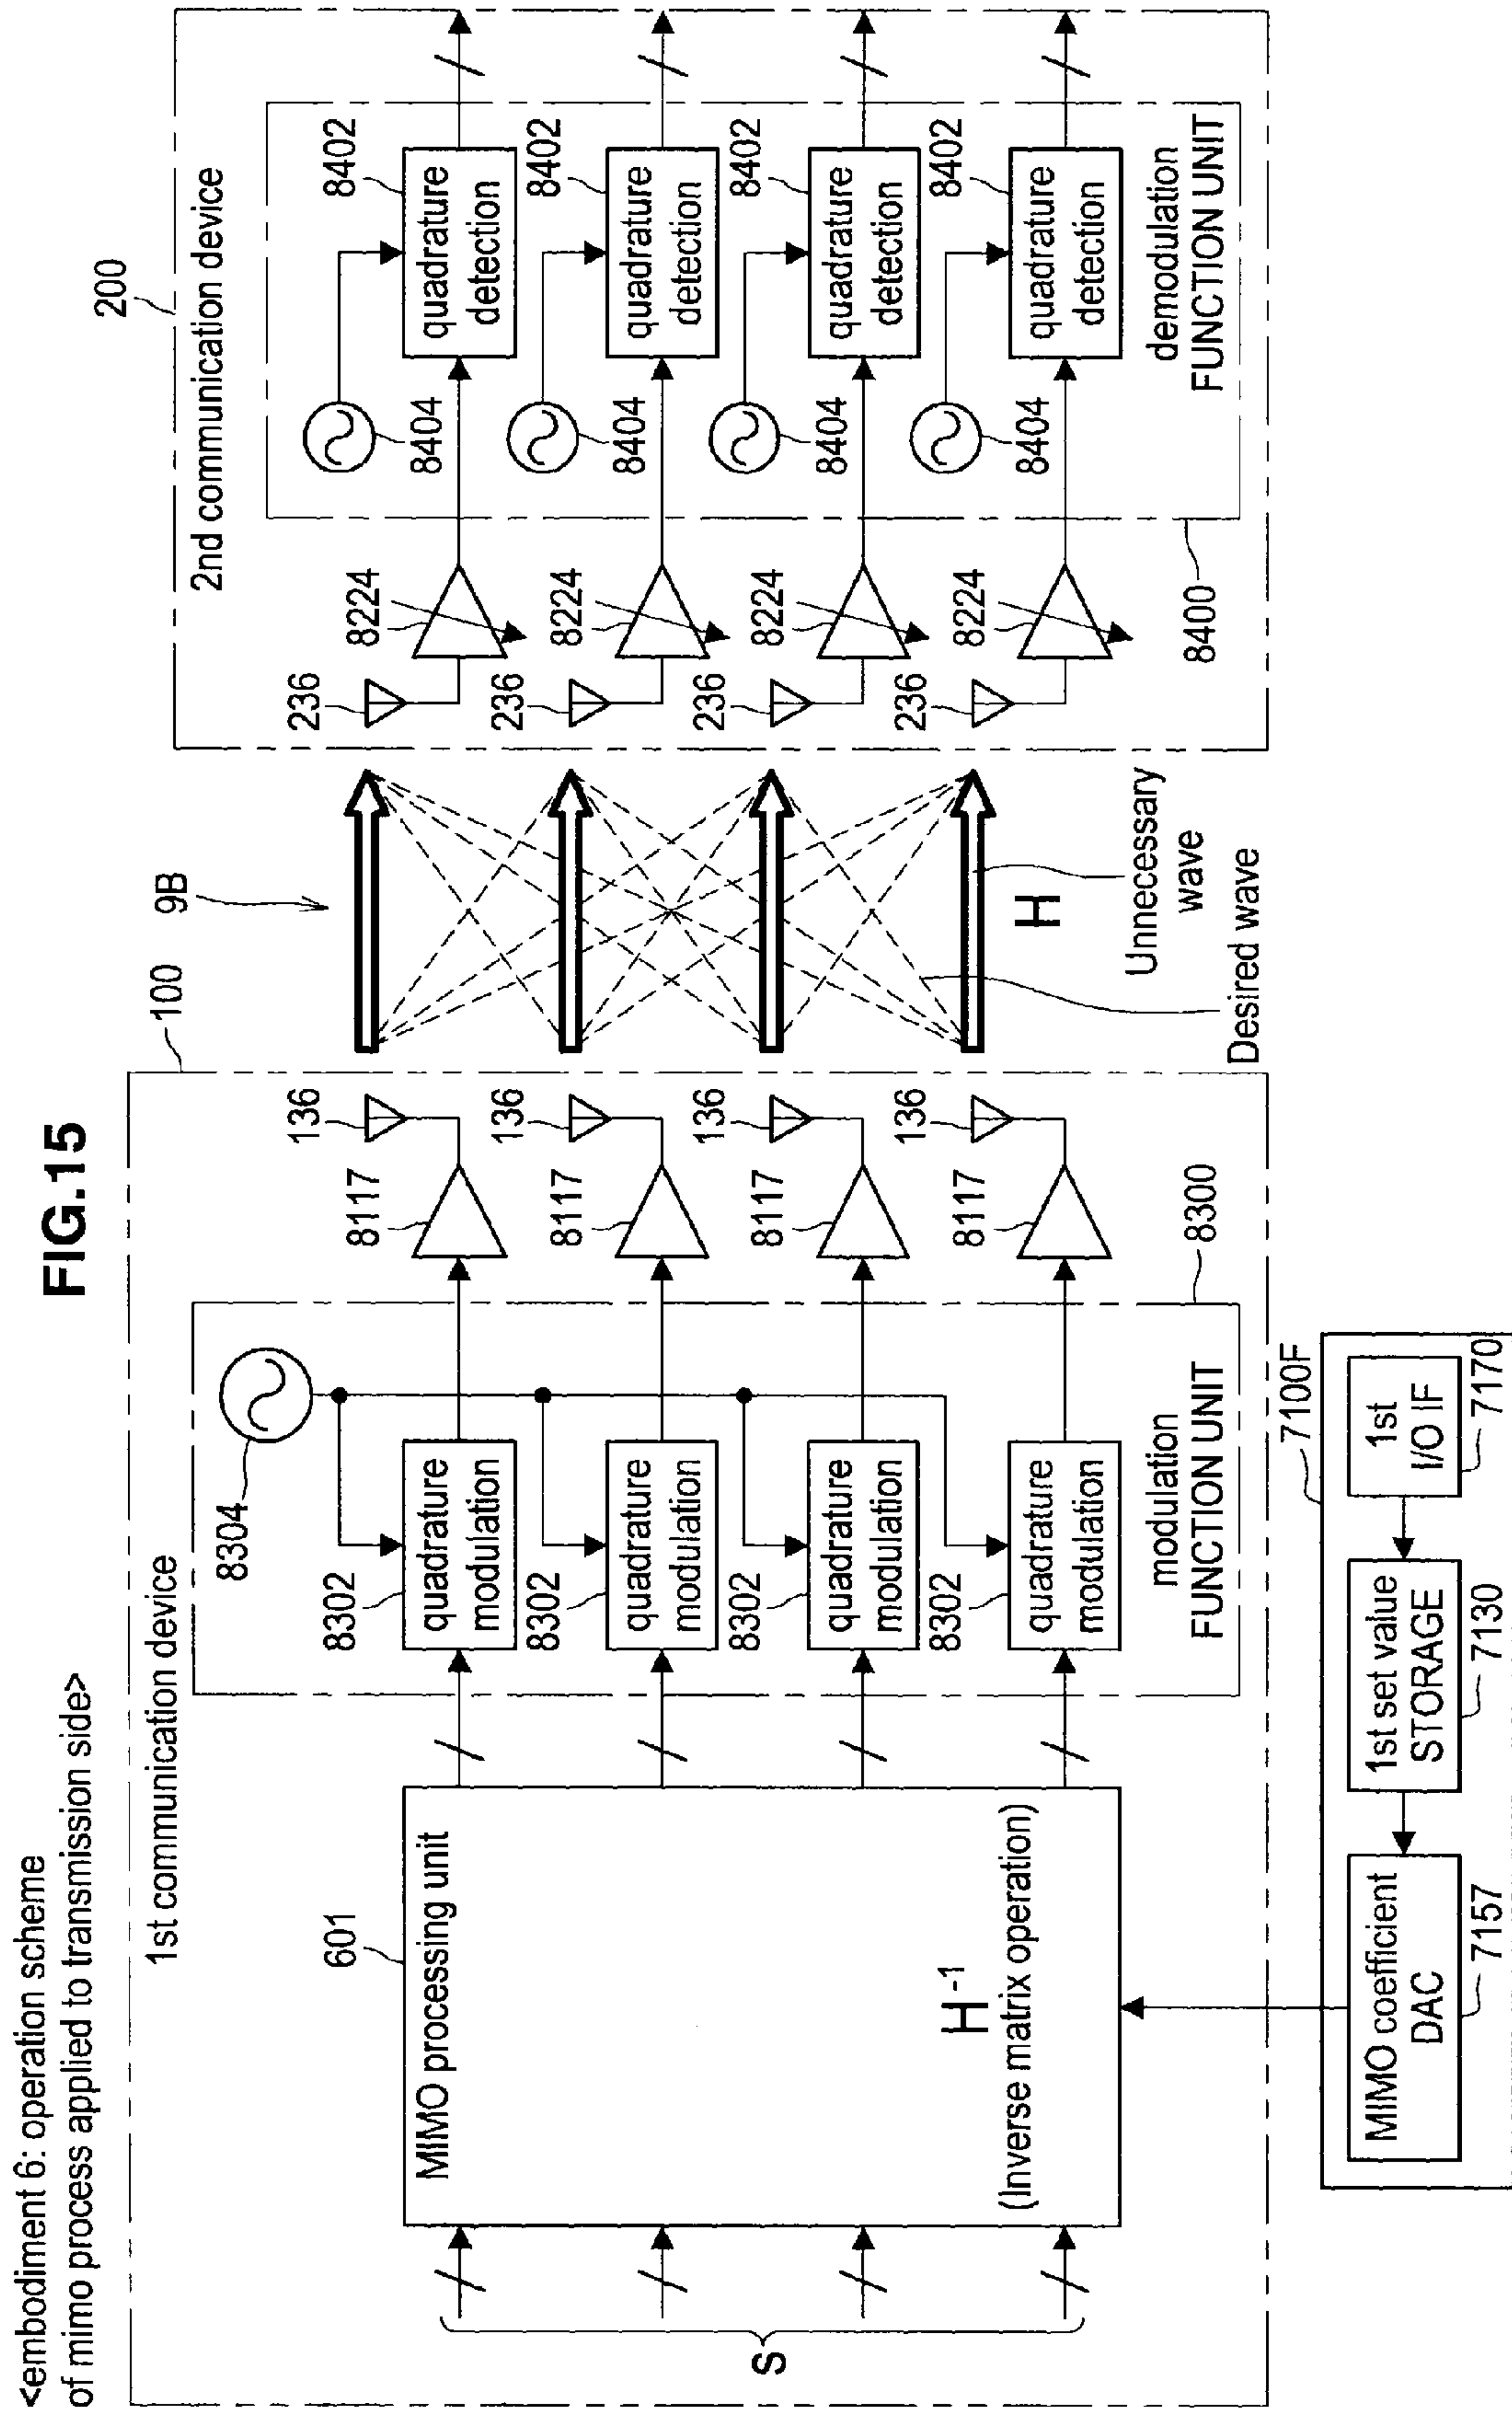 FIG.15
<embodiment 6: operation scheme
of mimo process applied to transmission side>
1st communication device
100
601
MIMO processing unit
H-1
(Inverse matrix operation)
S
8304
8302
quadrature
modulation
8302
quadrature
modulation
8302
quadrature
modulation
8302
quadrature
modulation
modulation
FUNCTION UNIT
8300
8117
8117
8117
8117
136
136
136
136
9B
H
Unnecessary
wave
Desired wave
200
2nd communication device
236
236
236
236
8224
8224
8224
8224
8404
8404
8404
8404
8402
quadrature
detection
8402
quadrature
detection
8402
quadrature
detection
8402
quadrature
detection
demodulation
FUNCTION UNIT
8400
7100F
MIMO coefficient
DAC
7157
1st set value
STORAGE
7130
1st
I/O IF
7170